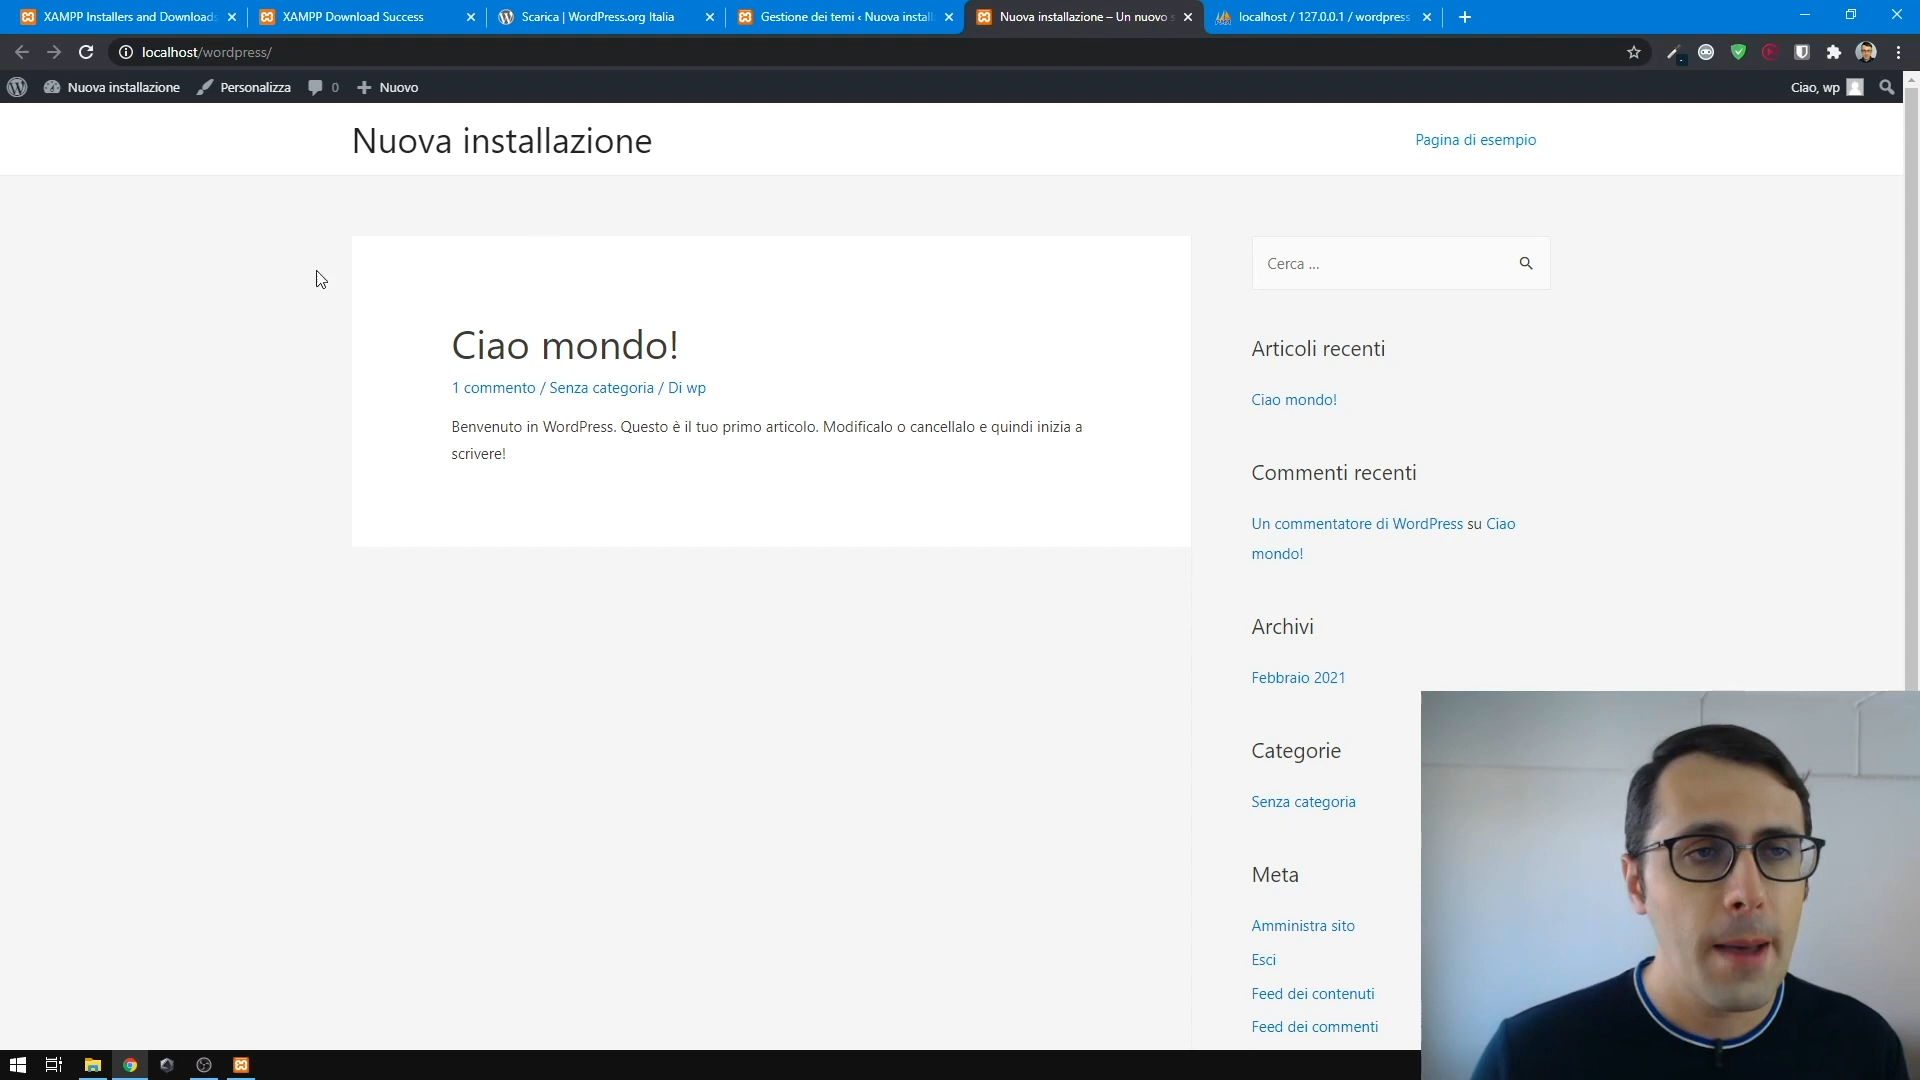 XAMPP Installers and Downloads
XAMPP Download Success
Scarica | WordPress.org Italia
Gestione dei temi ‹ Nuova install
Nuova installazione – Un nuovo s
localhost / 127.0.0.1 / wordpress
localhost/wordpress/
Nuova installazione
Personalizza
0
Nuovo
Ciao, wp
Nuova installazione
Pagina di esempio
Ciao mondo!
1 commento / Senza categoria / Di wp
Benvenuto in WordPress. Questo è il tuo primo articolo. Modificalo o cancellalo e quindi inizia a
scrivere!
Cerca ...
Articoli recenti
Ciao mondo!
Commenti recenti
Un commentatore di WordPress su Ciao
mondo!
Archivi
Febbraio 2021
Categorie
Senza categoria
Meta
Amministra sito
Esci
Feed dei contenuti
Feed dei commenti